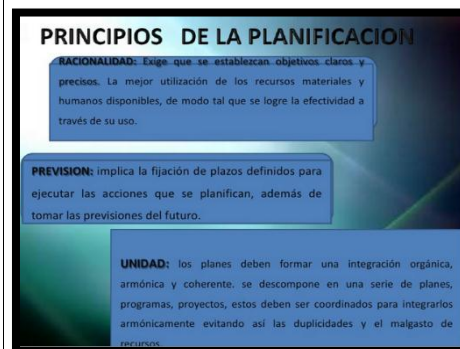 PRINCIPIOS DE LA PLANIFICACION
RACIONALIDAD: Exige que se establezcan objetivos claros y
precisos. La mejor utilización de los recursos materiales y
humanos disponibles, de modo tal que se logre la efectividad a
través de su uso.
PREVISION: implica la fijación de plazos definidos para
ejecutar las acciones que se planifican, además de
tomar las previsiones del futuro.
UNIDAD: los planes deben formar una integración orgánica,
armónica y coherente. se descompone en una serie de planes,
programas, proyectos, estos deben ser coordinados para integrarlos
armónicamente evitando así las duplicidades y el malgasto de
recursos.